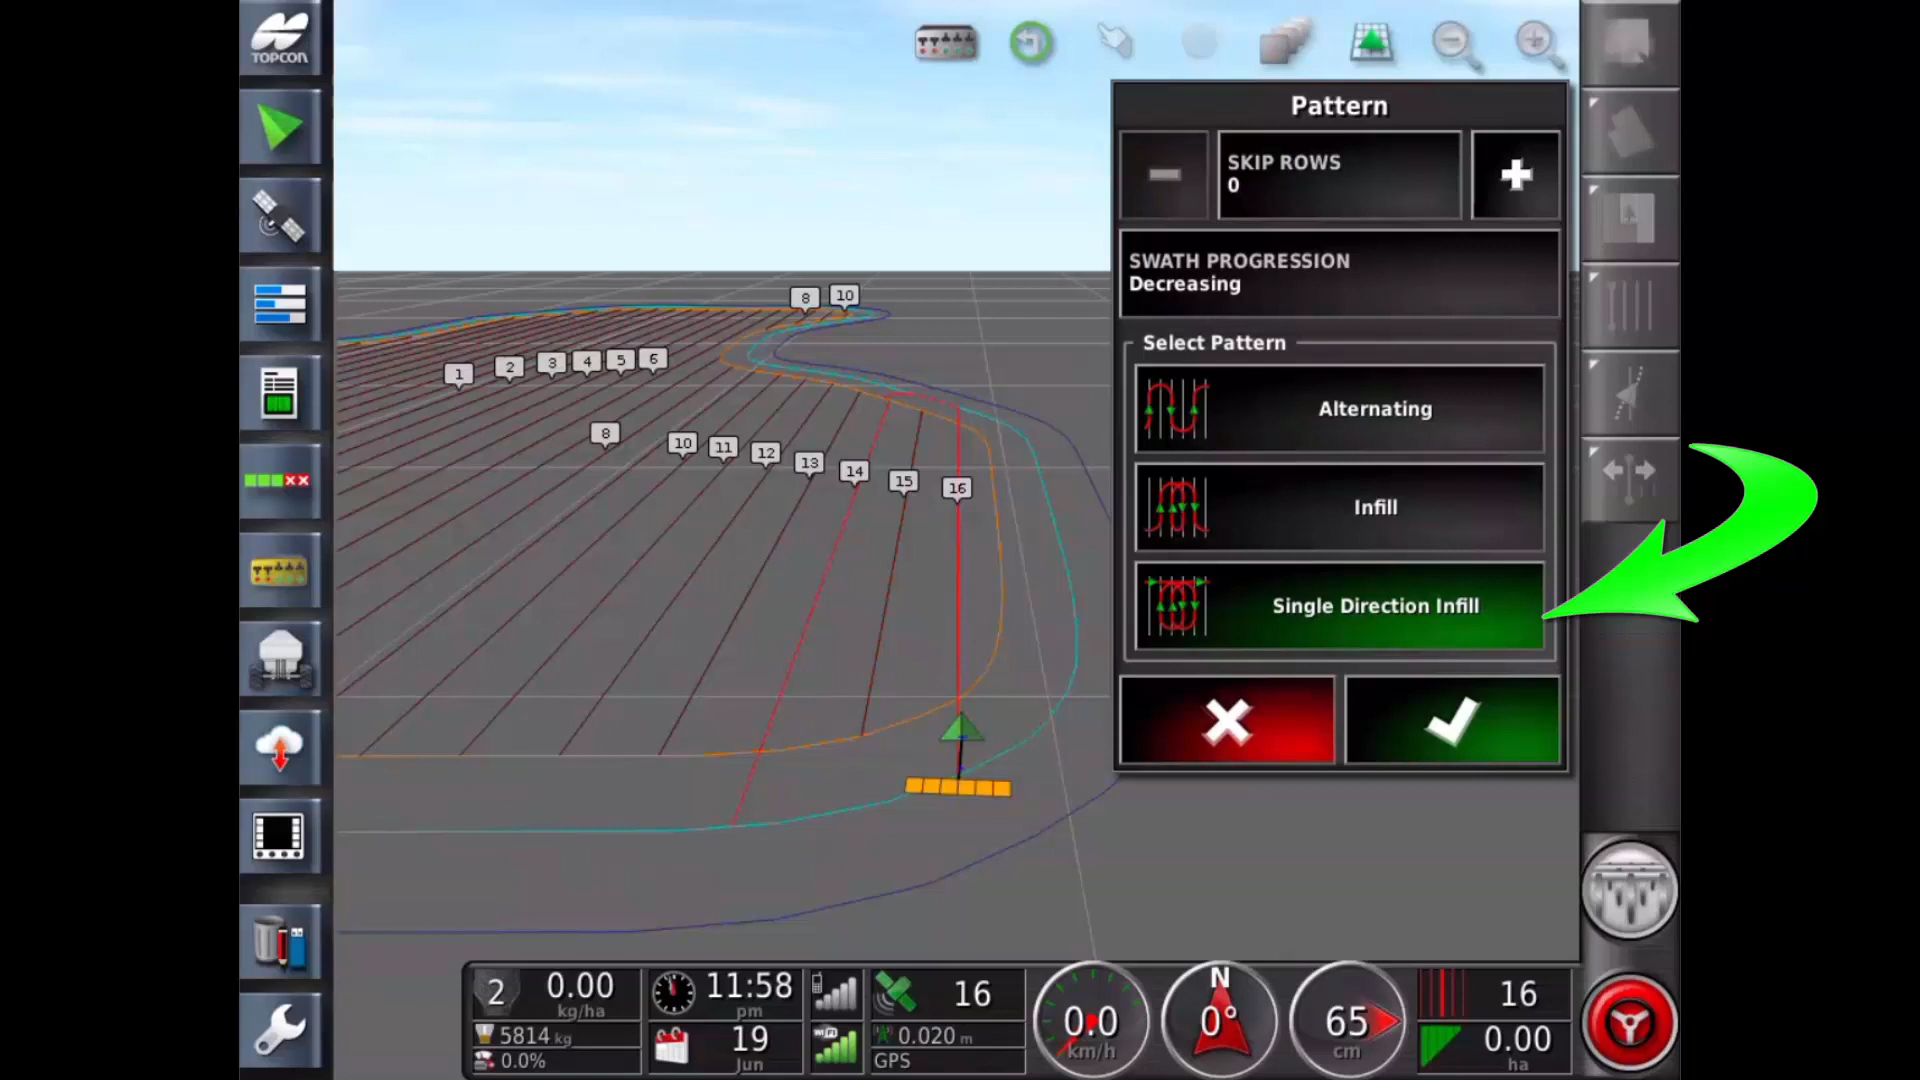 TOPCON
Pattern
SKIP ROWS
0
SWATH PROGRESSION
Decreasing
Select Pattern
Alternating
Infill
Single Direction Infill
8
10
1
2
3
4
5
6
8
10
11
12
13
14
15
16
2
0.00
kg/ha
5814 kg
0.0%
11:58
pm
19
Jun
WiFi
16
0.020 m
GPS
0.0
km/h
N
0°
65
cm
16
0.00
ha